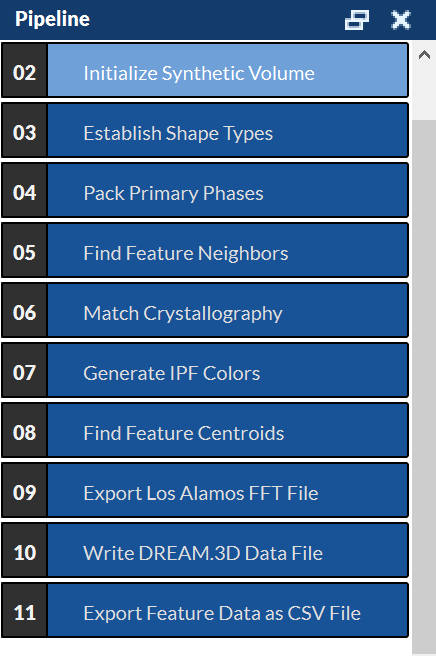 Pipeline
02 Initialize Synthetic Volume
03 Establish Shape Types
04 Pack Primary Phases
05 Find Feature Neighbors
06 Match Crystallography
07 Generate IPF Colors
08 Find Feature Centroids
09 Export Los Alamos FFT File
10 Write DREAM.3D Data File
11 Export Feature Data as CSV File